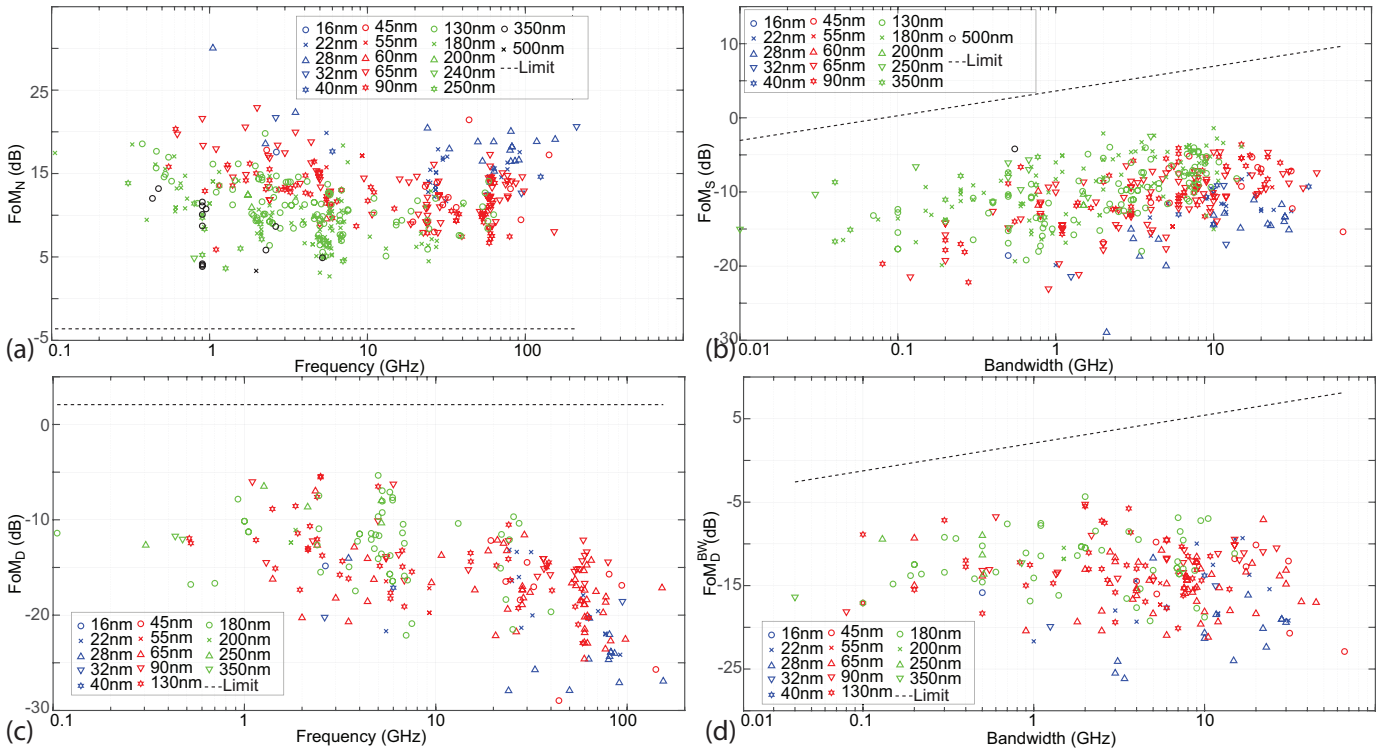 25
15
5
-5
FoM_N (dB)
16nm 45nm 130nm 350nm
22nm 55nm 180nm 500nm
28nm 60nm 200nm Limit
32nm 65nm 240nm
40nm 90nm 250nm
0.1 1 10 100
Frequency (GHz)
(a)
10
0
-10
-20
-30
FoM_S (dB)
16nm 45nm 130nm
22nm 55nm 180nm 500nm
28nm 60nm 200nm Limit
32nm 65nm 250nm
40nm 90nm 350nm
0.01 0.1 1 10
Bandwidth (GHz)
(b)
0
-10
-20
-30
FoM_D (dB)
16nm 45nm 180nm
22nm 55nm 200nm
28nm 65nm 250nm
32nm 90nm 350nm
40nm 130nm Limit
0.1 1 10 100
Frequency (GHz)
(c)
5
-5
-15
-25
FoM_D^BW (dB)
16nm 45nm 180nm
22nm 55nm 200nm
28nm 65nm 250nm
32nm 90nm 350nm
40nm 130nm Limit
0.01 0.1 1 10
Bandwidth (GHz)
(d)